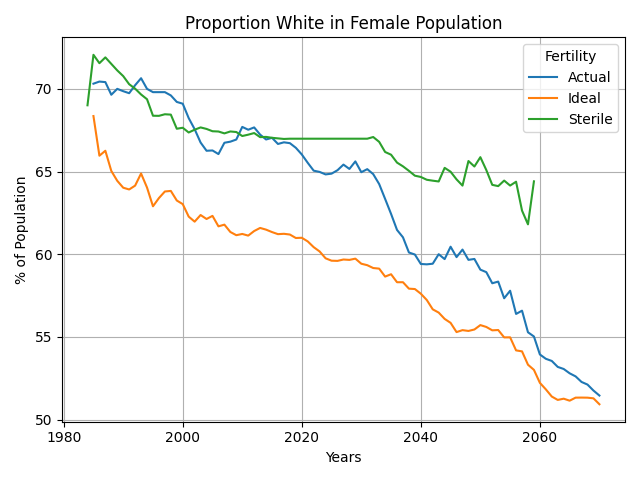 Proportion White in Female Population
% of Population
70
65
60
55
50
1980
2000
2020
2040
2060
Years
Fertility
Actual
Ideal
Sterile